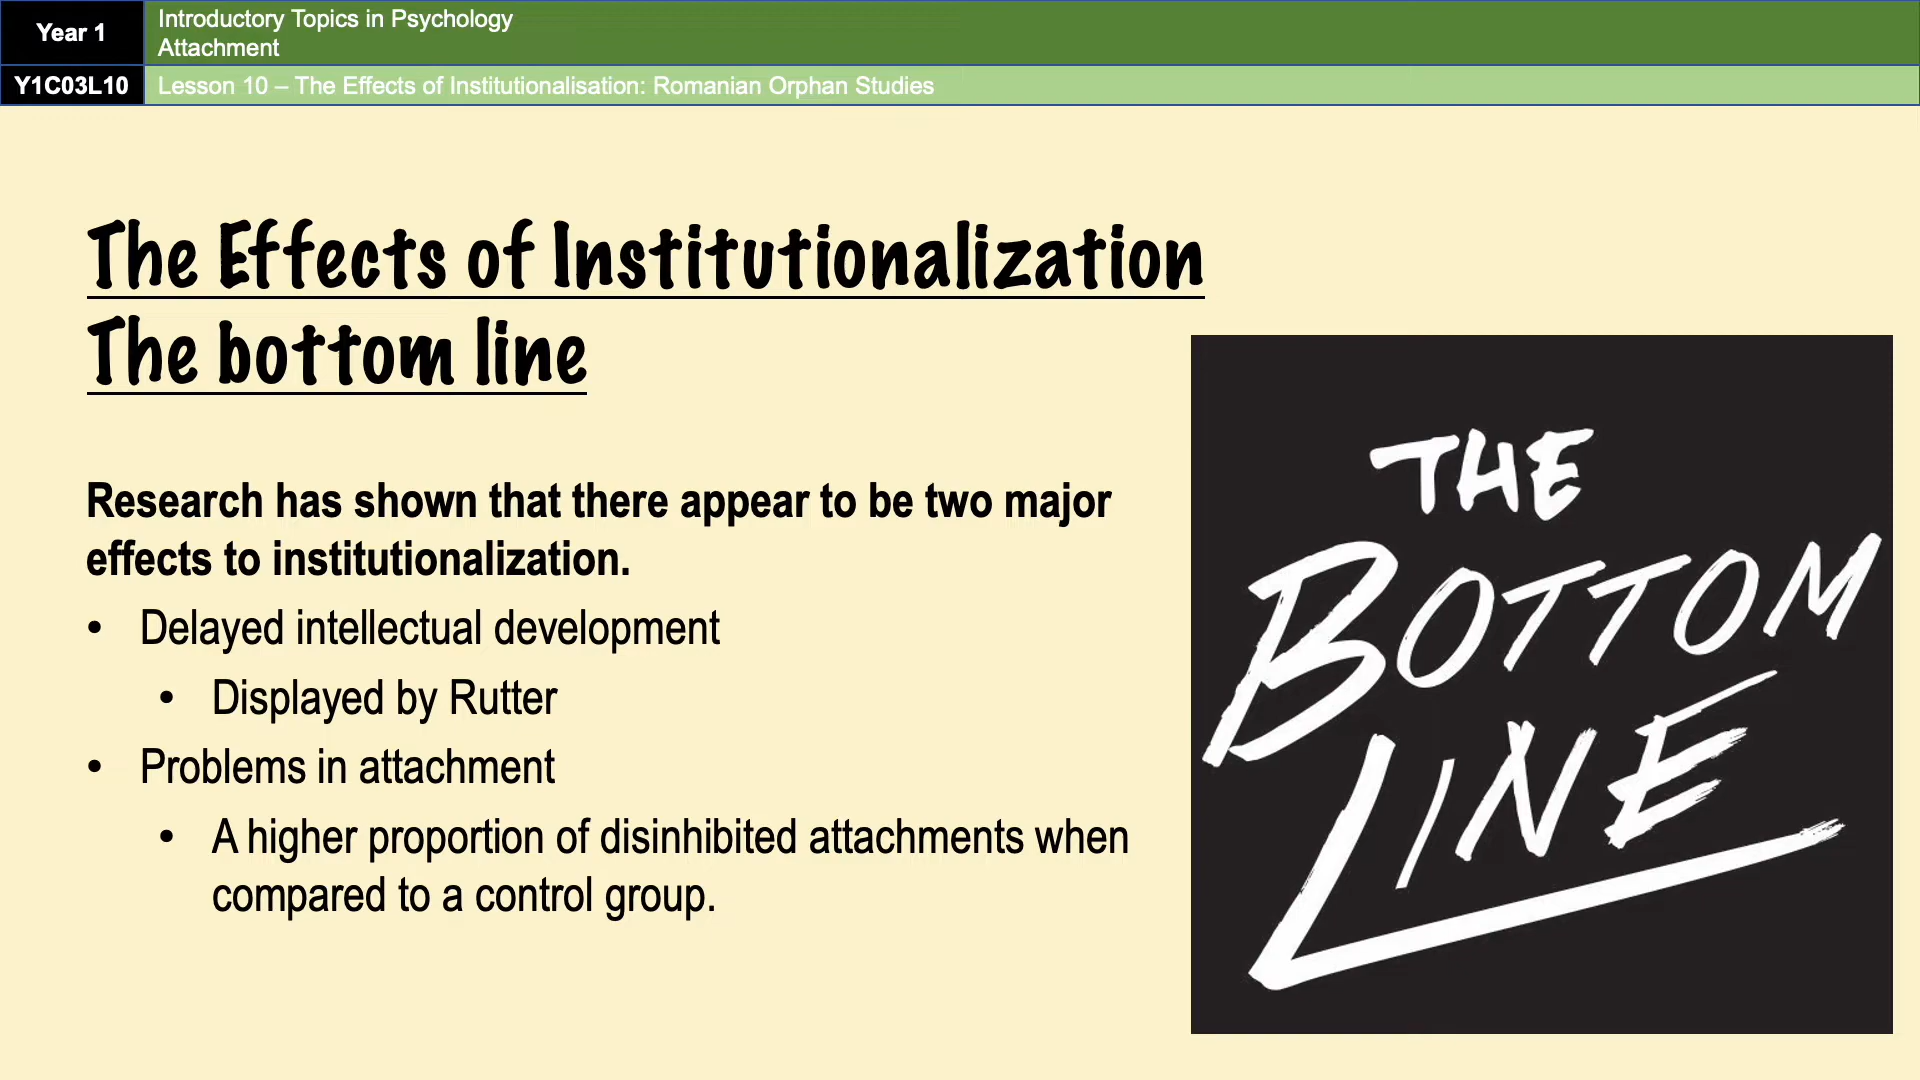 Year 1
Introductory Topics in Psychology
Attachment
Y1C03L10
Lesson 10 – The Effects of Institutionalisation: Romanian Orphan Studies
The Effects of Institutionalization
The bottom line
Research has shown that there appear to be two major
effects to institutionalization.
• Delayed intellectual development
• Displayed by Rutter
• Problems in attachment
• A higher proportion of disinhibited attachments when
compared to a control group.
THE
BOTTOM
LINE